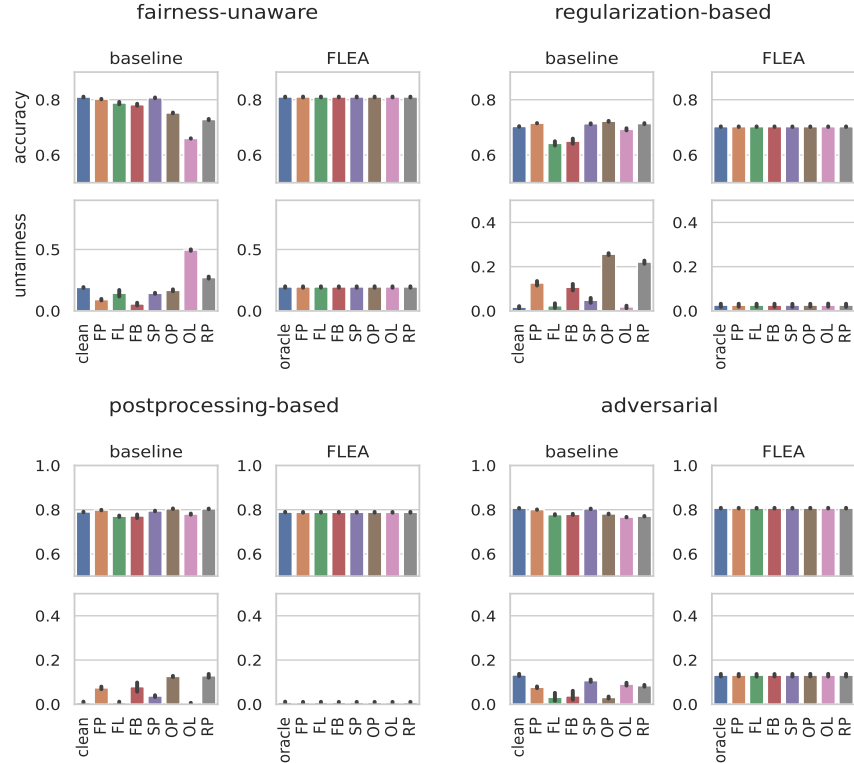 fairness-unaware
regularization-based
baseline
FLEA
baseline
FLEA
accuracy
0.8
0.6
0.8
0.6
0.8
0.6
0.8
0.6
unfairness
0.5
0.0
0.5
0.0
0.4
0.2
0.0
0.4
0.2
0.0
clean FP FL FB SP OP OL RP
oracle FP FL FB SP OP OL RP
clean FP FL FB SP OP OL RP
oracle FP FL FB SP OP OL RP
postprocessing-based
adversarial
baseline
FLEA
baseline
FLEA
1.0
0.8
0.6
1.0
0.8
0.6
1.0
0.8
0.6
1.0
0.8
0.6
0.4
0.2
0.0
0.4
0.2
0.0
0.4
0.2
0.0
0.4
0.2
0.0
clean FP FL FB SP OP OL RP
oracle FP FL FB SP OP OL RP
clean FP FL FB SP OP OL RP
oracle FP FL FB SP OP OL RP